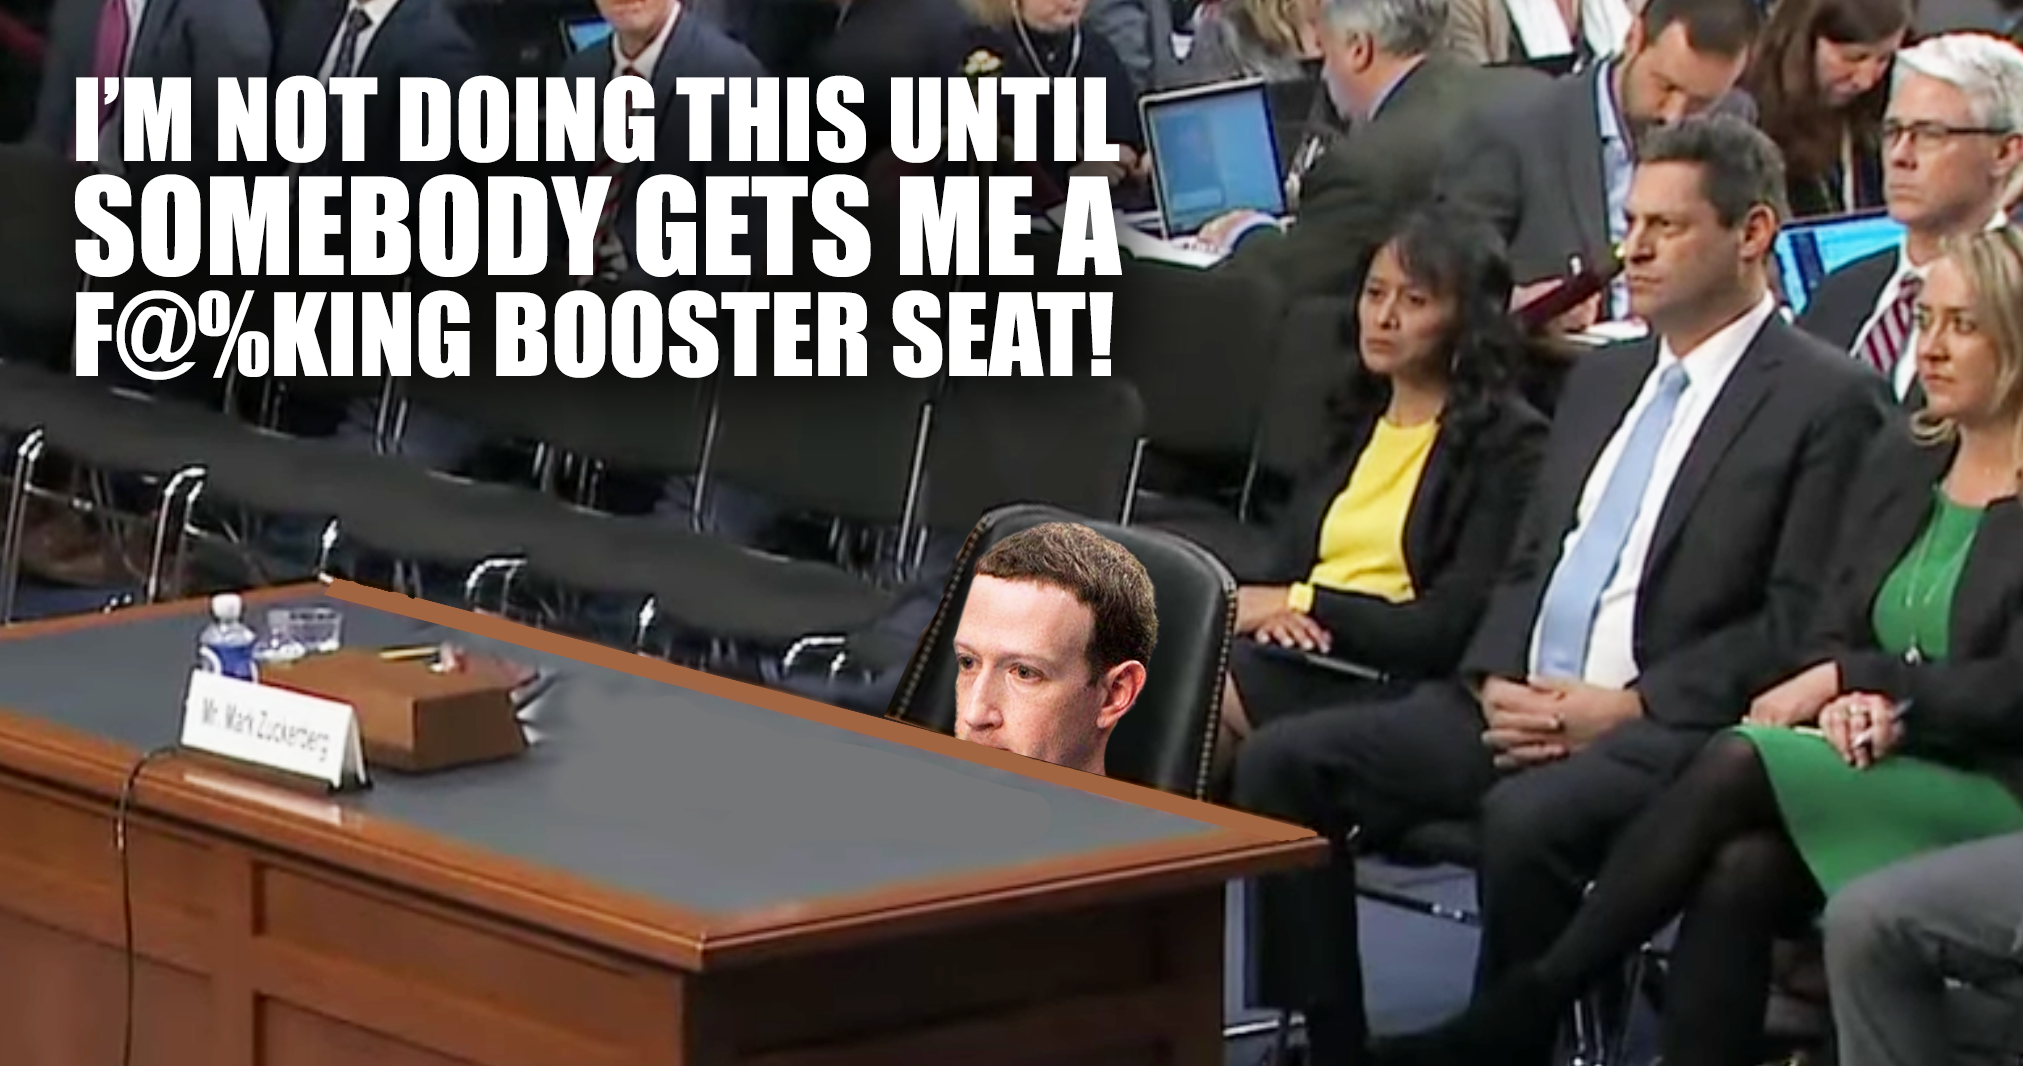 I'M NOT DOING THIS UNTIL
SOMEBODY GETS ME A
F@%KING BOOSTER SEAT!
Mr. Mark Zuckerberg